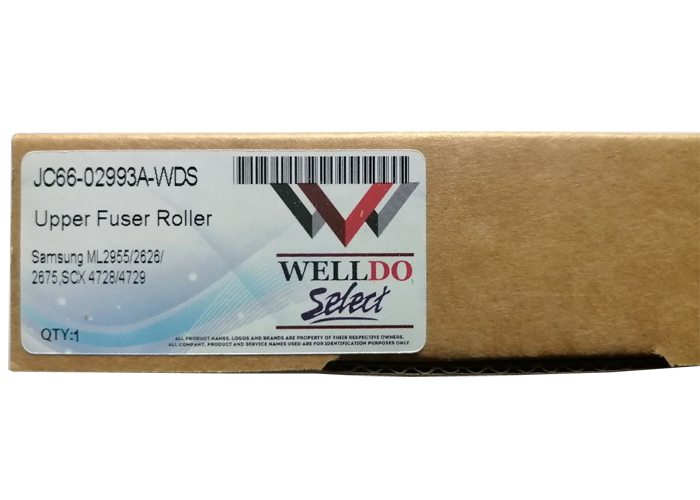 JC66-02993A-WDS
Upper Fuser Roller
Samsung ML2955/2626/
2675,SCX 4728/4729
QTY:1
WELLDO
Select
ALL PRODUCT NAMES, LOGOS AND BRANDS ARE PROPERTY OF THEIR RESPECTIVE OWNERS.
ALL COMPANY, PRODUCT AND SERVICE NAMES USED ARE FOR IDENTIFICATION PURPOSES ONLY.